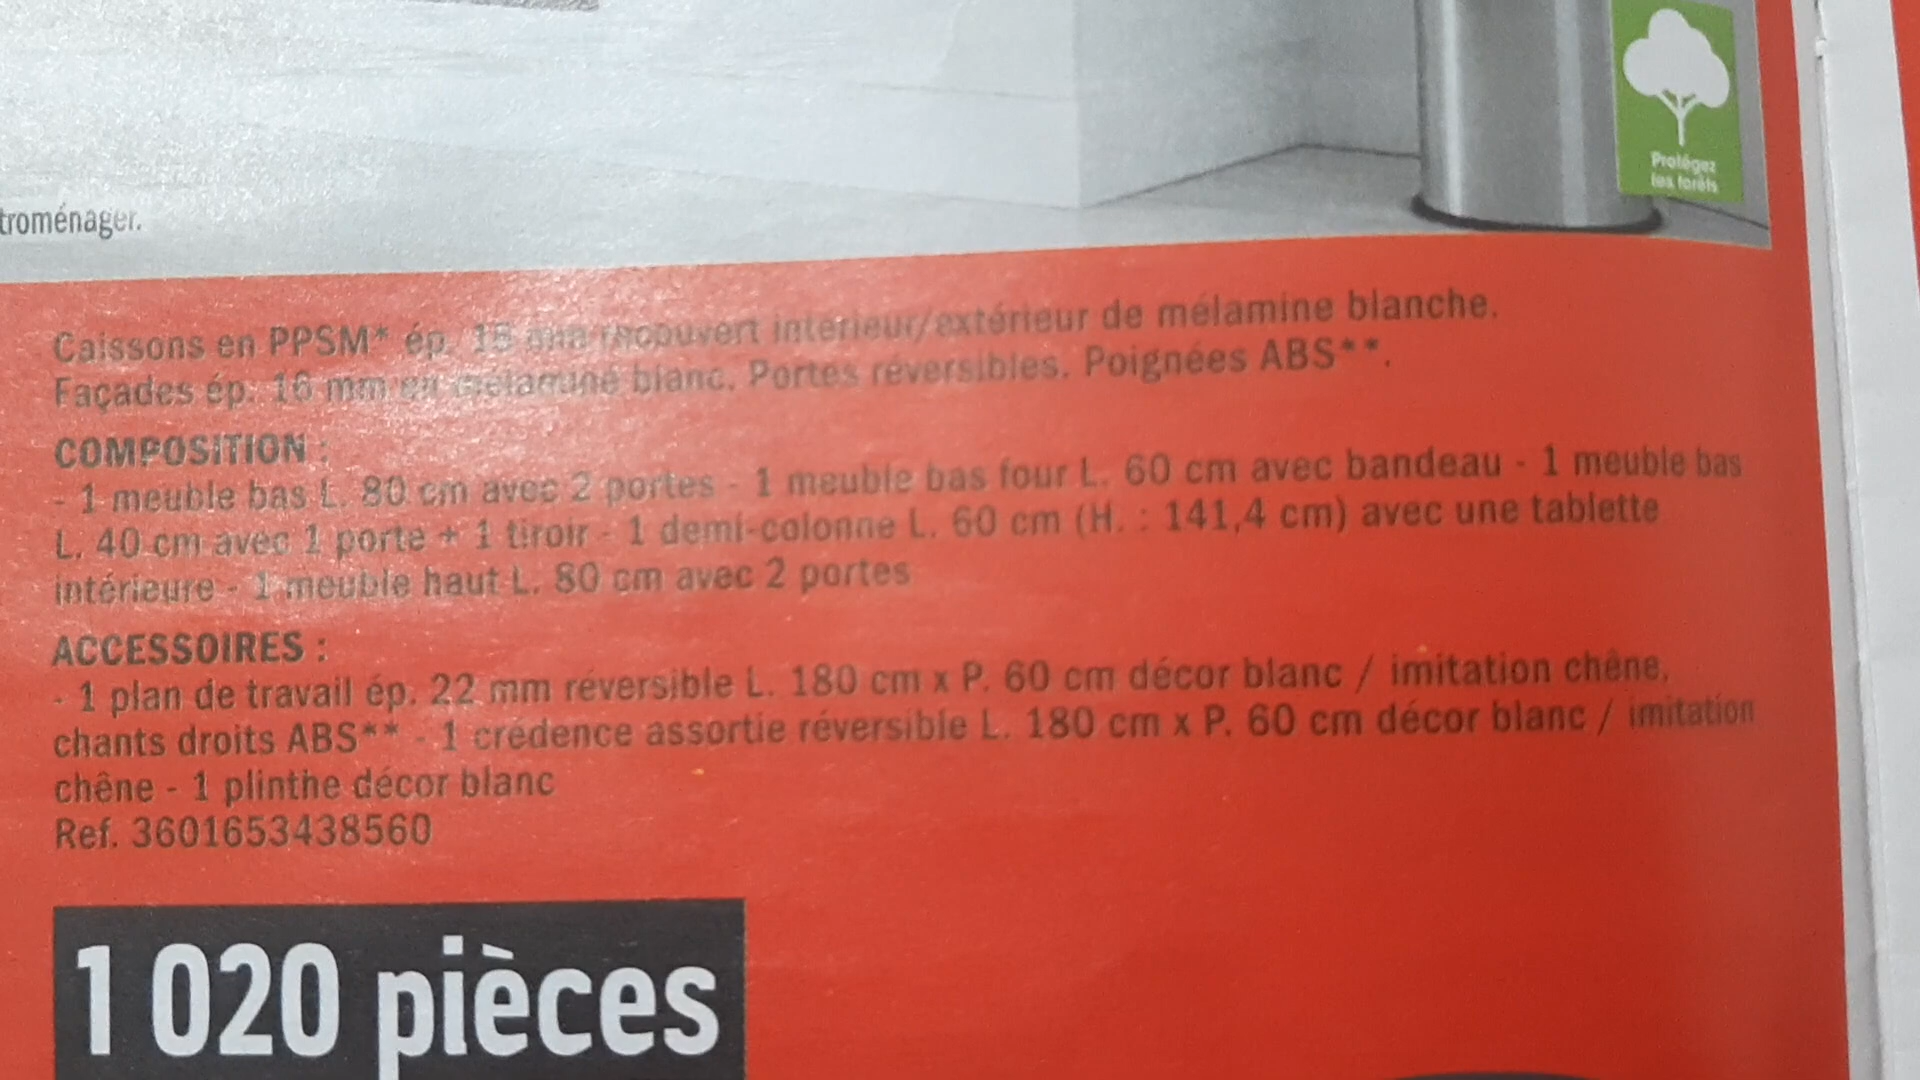 Protégez
les forêts
troménager.
Caissons en PPSM* ép. mm recouvert intérieur/extérieur de mélamine blanche.
Façades ép. 16 mm en mélaminé blanc. Portes réversibles. Poignées ABS**.
COMPOSITION :
- 1 meuble bas L. 80 cm avec 2 portes - 1 meuble bas four L. 60 cm avec bandeau - 1 meuble bas
L. 40 cm avec 1 porte + 1 tiroir - 1 demi-colonne L. 60 cm (H. : 141,4 cm) avec une tablette
intérieure - 1 meuble haut L. 80 cm avec 2 portes
ACCESSOIRES :
- 1 plan de travail ép. 22 mm réversible L. 180 cm x P. 60 cm décor blanc / imitation chêne,
chants droits ABS** - 1 crédence assortie réversible L. 180 cm x P. 60 cm décor blanc / imitation
chêne - 1 plinthe décor blanc
Ref. 3601653438560
1 020 pièces